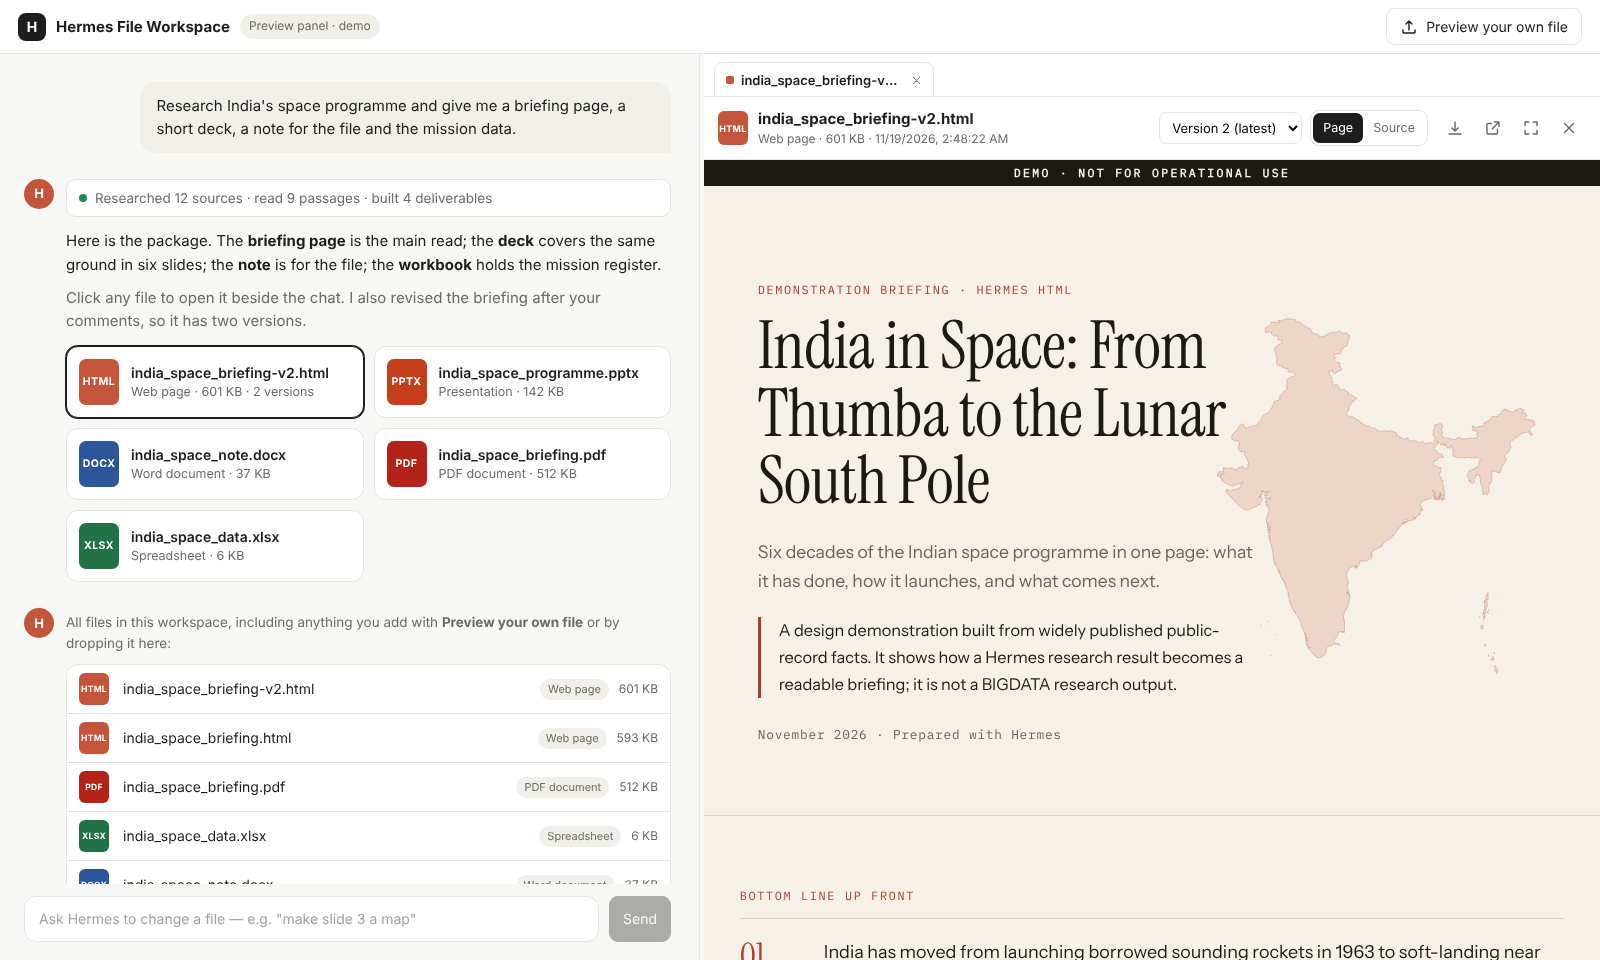 H
Hermes File Workspace
Preview panel · demo
Preview your own file
Research India's space programme and give me a briefing page, a
short deck, a note for the file and the mission data.
H
Researched 12 sources · read 9 passages · built 4 deliverables
Here is the package. The briefing page is the main read; the deck covers the same
ground in six slides; the note is for the file; the workbook holds the mission register.
Click any file to open it beside the chat. I also revised the briefing after your
comments, so it has two versions.
HTML
india_space_briefing-v2.html
Web page · 601 KB · 2 versions
PPTX
india_space_programme.pptx
Presentation · 142 KB
DOCX
india_space_note.docx
Word document · 37 KB
PDF
india_space_briefing.pdf
PDF document · 512 KB
XLSX
india_space_data.xlsx
Spreadsheet · 6 KB
H
All files in this workspace, including anything you add with Preview your own file or by
dropping it here:
HTML
india_space_briefing-v2.html
Web page
601 KB
HTML
india_space_briefing.html
Web page
593 KB
PDF
india_space_briefing.pdf
PDF document
512 KB
XLSX
india_space_data.xlsx
Spreadsheet
6 KB
DOCX
india_space_note.docx
Word document
37 KB
Ask Hermes to change a file — e.g. "make slide 3 a map"
Send
india_space_briefing-v...
HTML
india_space_briefing-v2.html
Web page · 601 KB · 11/19/2026, 2:48:22 AM
Version 2 (latest)
Page
Source
DEMO · NOT FOR OPERATIONAL USE
DEMONSTRATION BRIEFING · HERMES HTML
India in Space: From
Thumba to the Lunar
South Pole
Six decades of the Indian space programme in one page: what
it has done, how it launches, and what comes next.
A design demonstration built from widely published public-
record facts. It shows how a Hermes research result becomes a
readable briefing; it is not a BIGDATA research output.
November 2026 · Prepared with Hermes
BOTTOM LINE UP FRONT
01
India has moved from launching borrowed sounding rockets in 1963 to soft-landing near